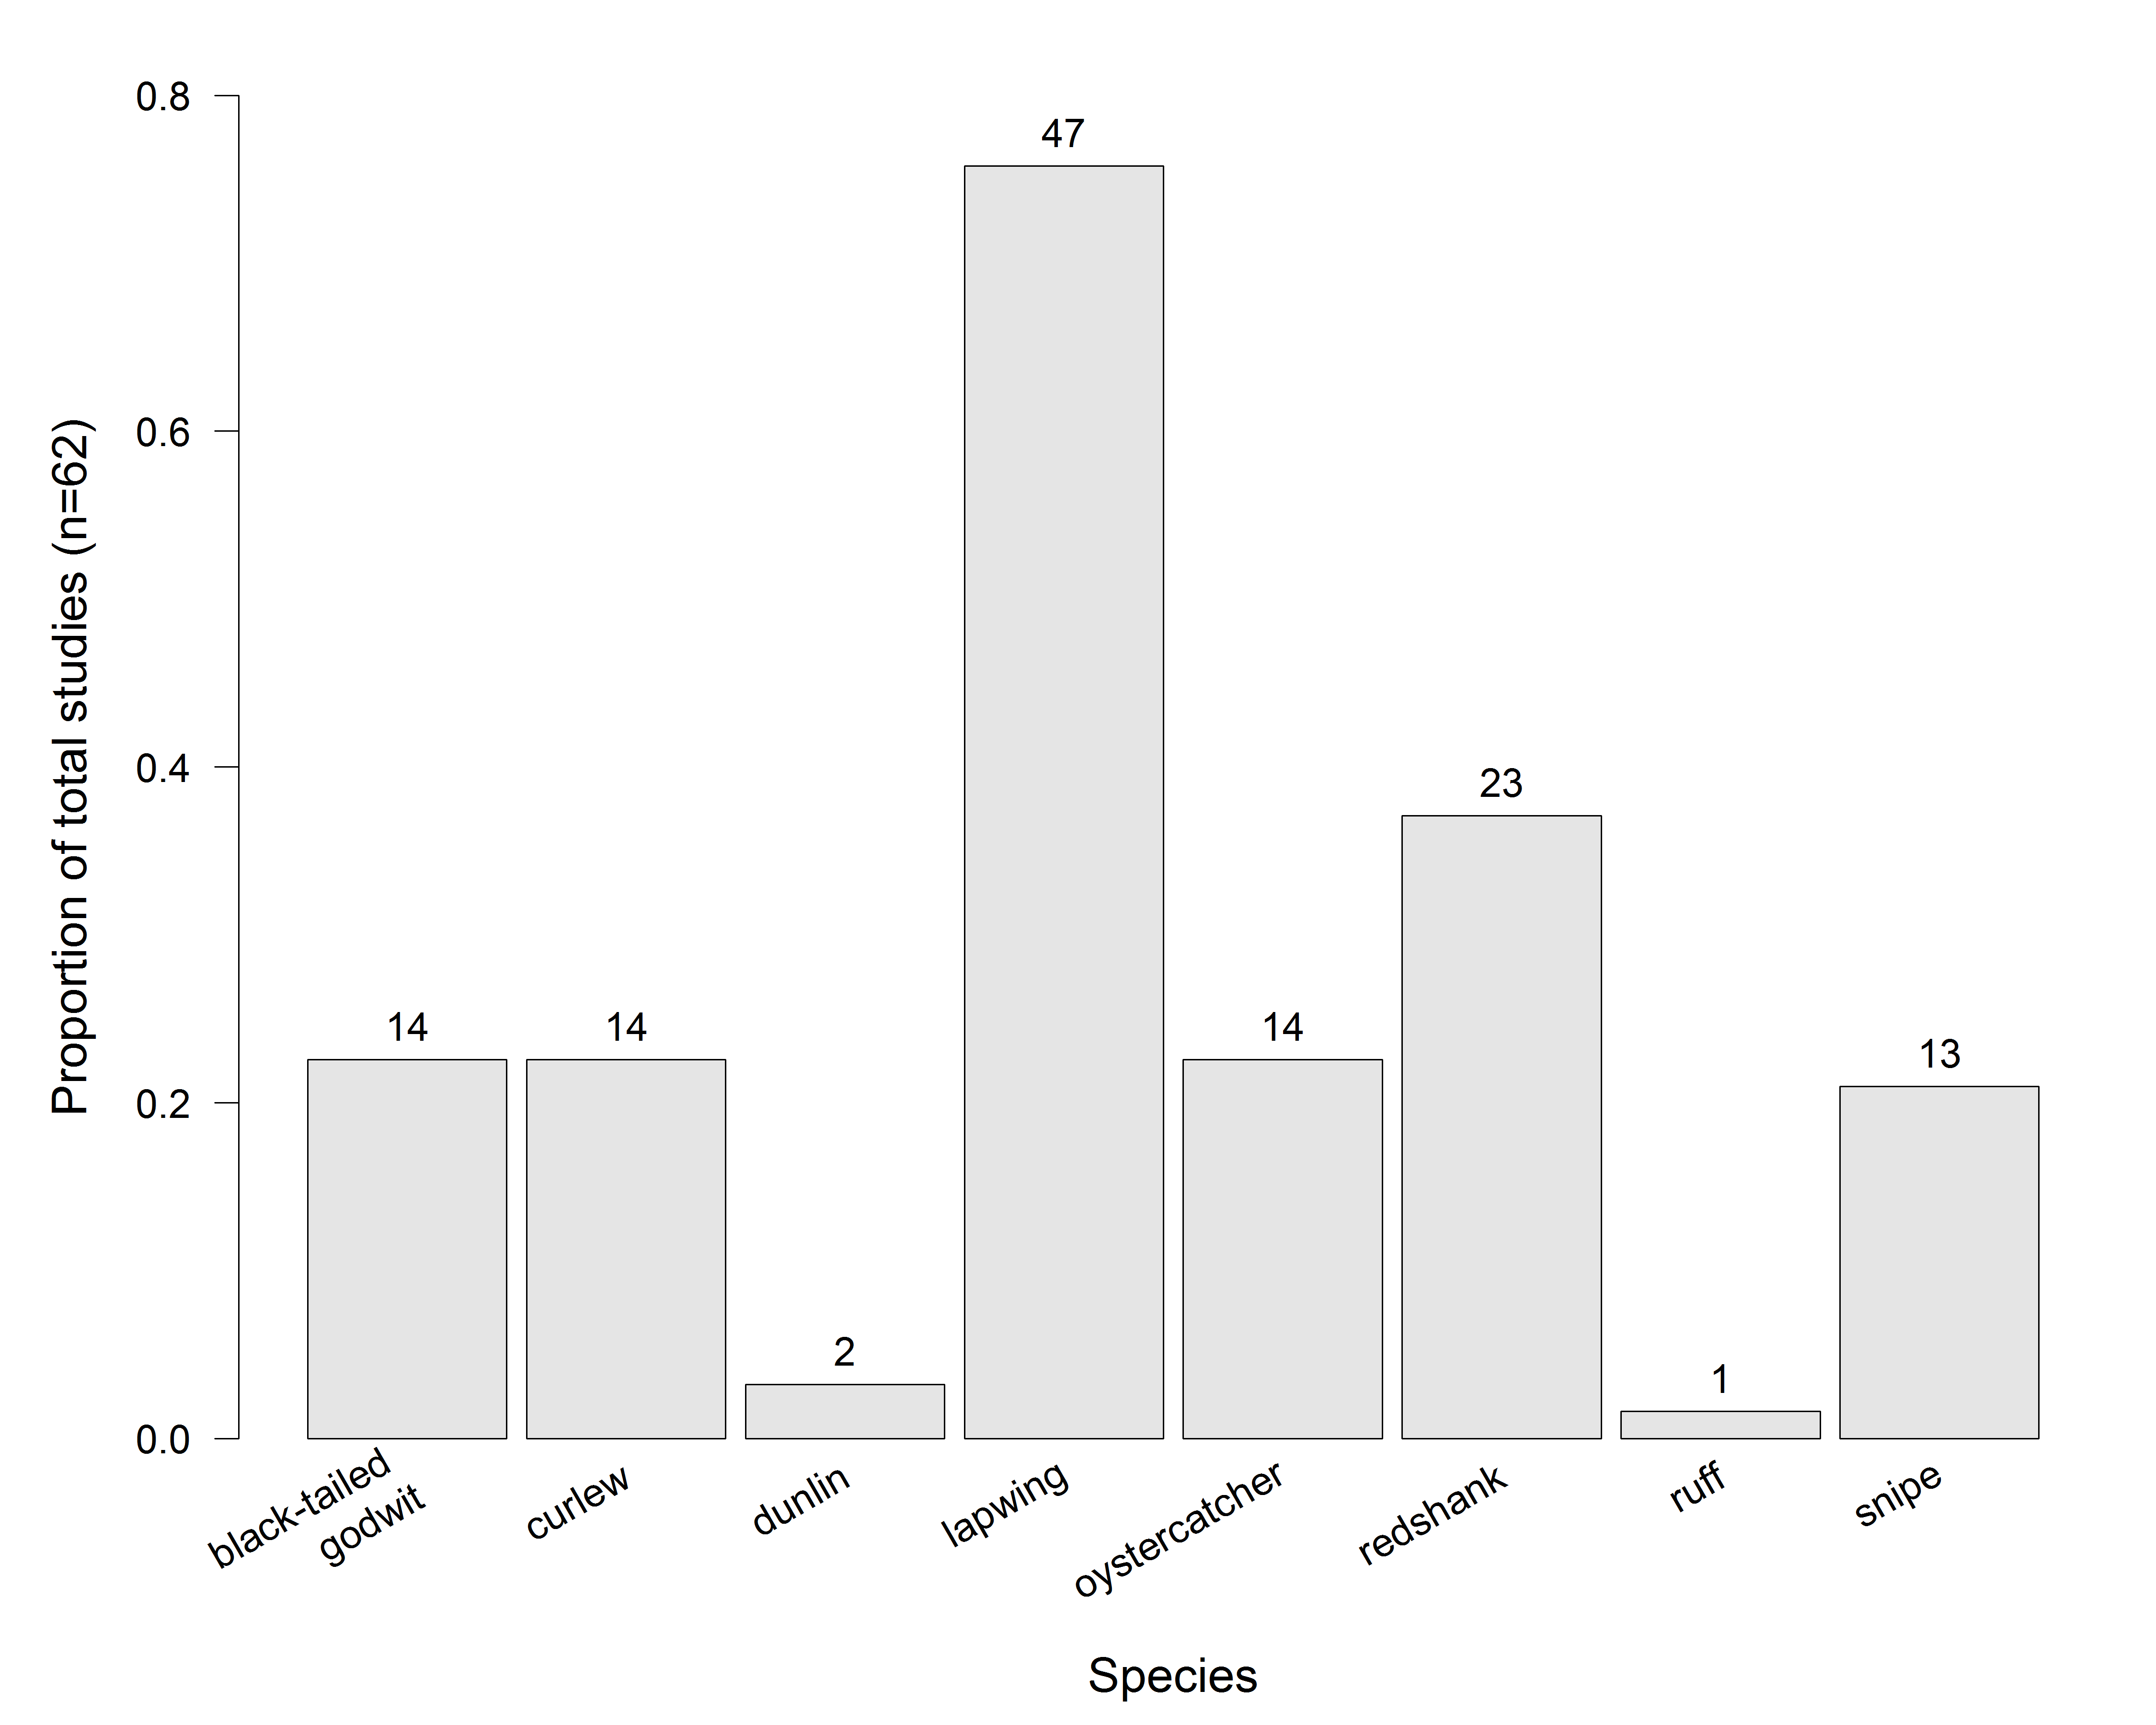 Proportion of total studies (n=62)
0.8
0.6
0.4
0.2
0.0
14
14
2
47
14
23
1
13
black-tailed
godwit
curlew
dunlin
lapwing
oystercatcher
redshank
ruff
snipe
Species